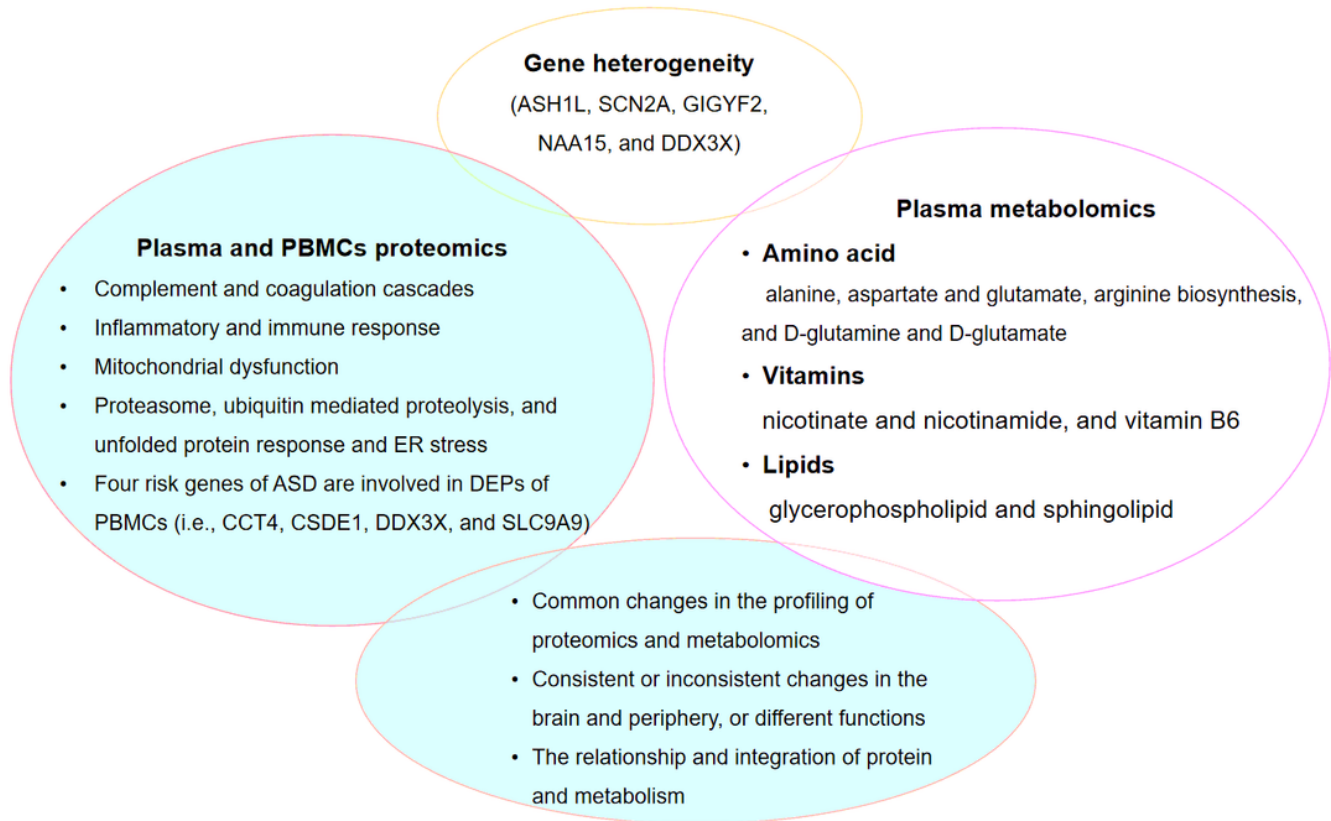 Gene heterogeneity
(ASH1L, SCN2A, GIGYF2,
NAA15, and DDX3X)
Plasma and PBMCs proteomics
• Complement and coagulation cascades
• Inflammatory and immune response
• Mitochondrial dysfunction
• Proteasome, ubiquitin mediated proteolysis, and
unfolded protein response and ER stress
• Four risk genes of ASD are involved in DEPs of
PBMCs (i.e., CCT4, CSDE1, DDX3X, and SLC9A9)
Plasma metabolomics
• Amino acid
alanine, aspartate and glutamate, arginine biosynthesis,
and D-glutamine and D-glutamate
• Vitamins
nicotinate and nicotinamide, and vitamin B6
• Lipids
glycerophospholipid and sphingolipid
• Common changes in the profiling of
proteomics and metabolomics
• Consistent or inconsistent changes in the
brain and periphery, or different functions
• The relationship and integration of protein
and metabolism